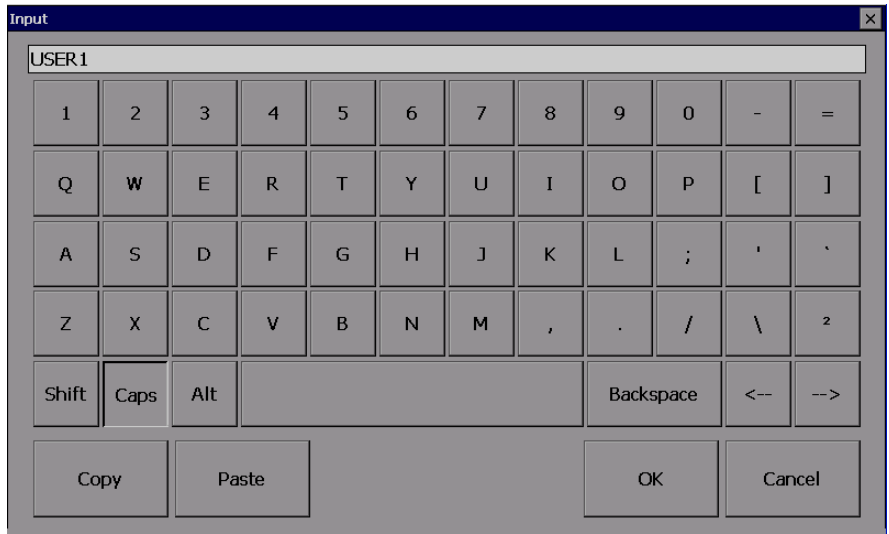 Input
USER1
1 2 3 4 5 6 7 8 9 0 - =
Q W E R T Y U I O P [ ]
A S D F G H J K L ; ' `
Z X C V B N M , . / \ ²
Shift Caps Alt Backspace <-- -->
Copy Paste OK Cancel